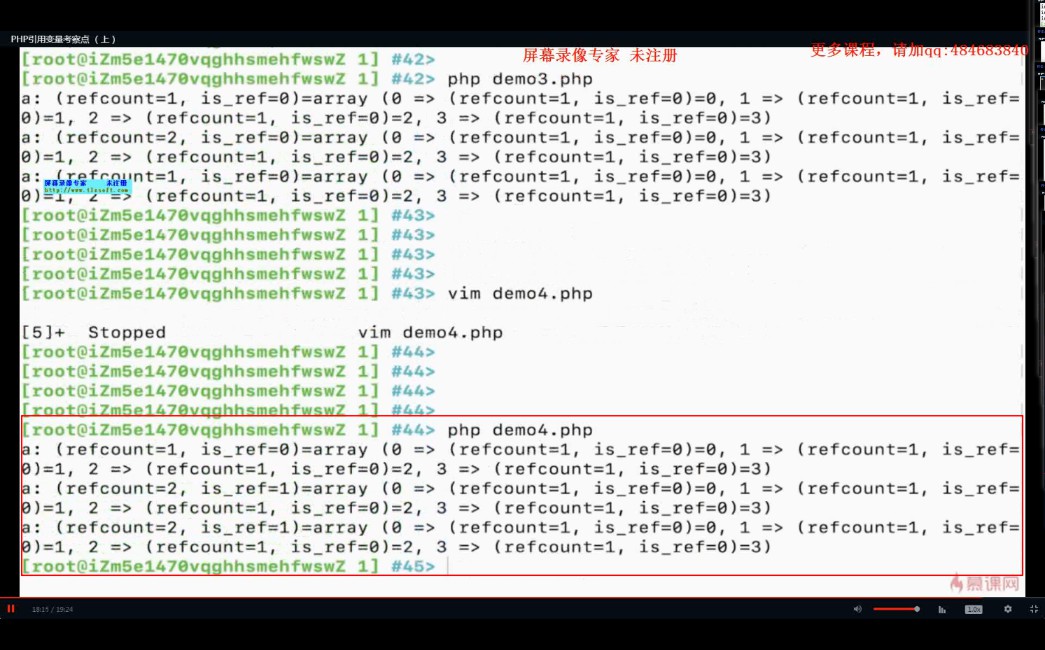 PHP引用变量考察点（上）
屏幕录像专家 未注册
更多课程，请加qq:484683840
[root@iZm5e1470vqghhsmehfwswZ 1] #42>
[root@iZm5e1470vqghhsmehfwswZ 1] #42> php demo3.php
a: (refcount=1, is_ref=0)=array (0 => (refcount=1, is_ref=0)=0, 1 => (refcount=1, is_ref=
0)=1, 2 => (refcount=1, is_ref=0)=2, 3 => (refcount=1, is_ref=0)=3)
a: (refcount=2, is_ref=0)=array (0 => (refcount=1, is_ref=0)=0, 1 => (refcount=1, is_ref=
0)=1, 2 => (refcount=1, is_ref=0)=2, 3 => (refcount=1, is_ref=0)=3)
a: (refcount=1, is_ref=0)=array (0 => (refcount=1, is_ref=0)=0, 1 => (refcount=1, is_ref=
屏幕录像专家 未注册
http://www.tlxsoft.com
0)=1, 2 => (refcount=1, is_ref=0)=2, 3 => (refcount=1, is_ref=0)=3)
[root@iZm5e1470vqghhsmehfwswZ 1] #43>
[root@iZm5e1470vqghhsmehfwswZ 1] #43>
[root@iZm5e1470vqghhsmehfwswZ 1] #43>
[root@iZm5e1470vqghhsmehfwswZ 1] #43>
[root@iZm5e1470vqghhsmehfwswZ 1] #43> vim demo4.php
[5]+ Stopped vim demo4.php
[root@iZm5e1470vqghhsmehfwswZ 1] #44>
[root@iZm5e1470vqghhsmehfwswZ 1] #44>
[root@iZm5e1470vqghhsmehfwswZ 1] #44>
[root@iZm5e1470vqghhsmehfwswZ 1] #44>
[root@iZm5e1470vqghhsmehfwswZ 1] #44> php demo4.php
a: (refcount=1, is_ref=0)=array (0 => (refcount=1, is_ref=0)=0, 1 => (refcount=1, is_ref=
0)=1, 2 => (refcount=1, is_ref=0)=2, 3 => (refcount=1, is_ref=0)=3)
a: (refcount=2, is_ref=1)=array (0 => (refcount=1, is_ref=0)=0, 1 => (refcount=1, is_ref=
0)=1, 2 => (refcount=1, is_ref=0)=2, 3 => (refcount=1, is_ref=0)=3)
a: (refcount=2, is_ref=1)=array (0 => (refcount=1, is_ref=0)=0, 1 => (refcount=1, is_ref=
0)=1, 2 => (refcount=1, is_ref=0)=2, 3 => (refcount=1, is_ref=0)=3)
[root@iZm5e1470vqghhsmehfwswZ 1] #45>
慕课网
18:15 / 19:24
1.0x